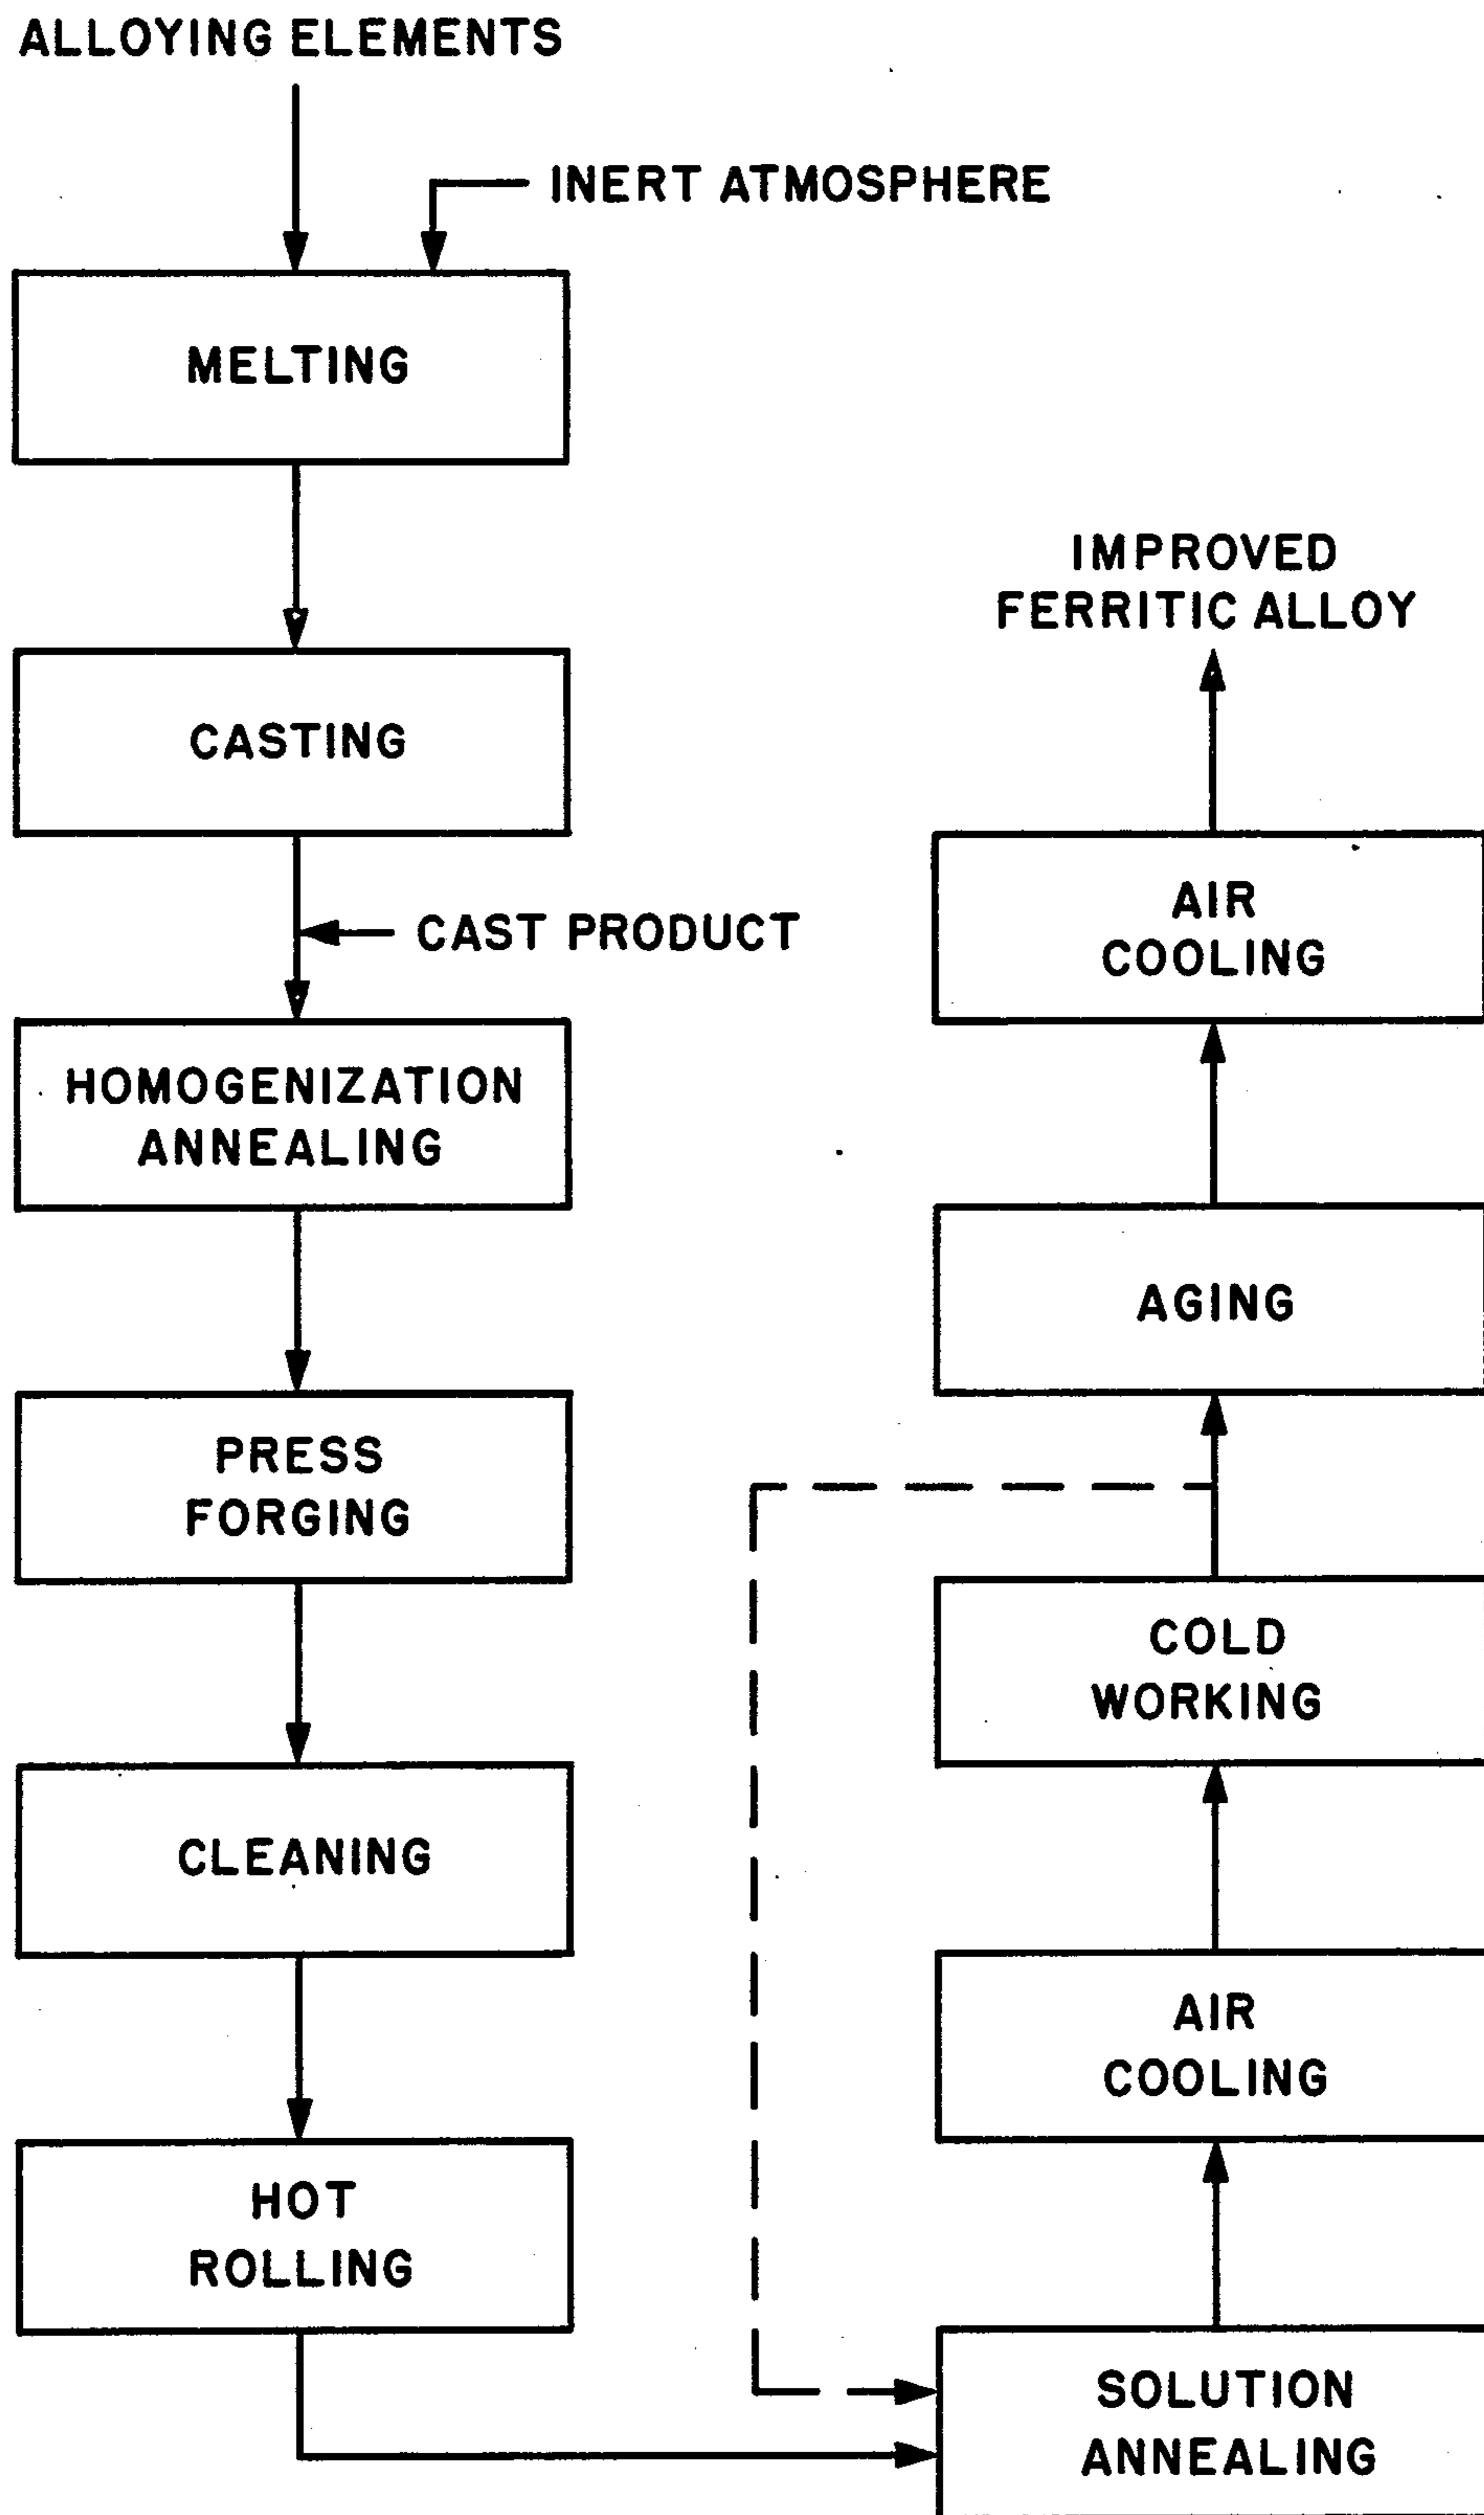 ALLOYING ELEMENTS
INERT ATMOSPHERE
MELTING
CASTING
CAST PRODUCT
HOMOGENIZATION
ANNEALING
PRESS
FORGING
CLEANING
HOT
ROLLING
SOLUTION
ANNEALING
AIR
COOLING
COLD
WORKING
AGING
AIR
COOLING
IMPROVED
FERRITIC ALLOY